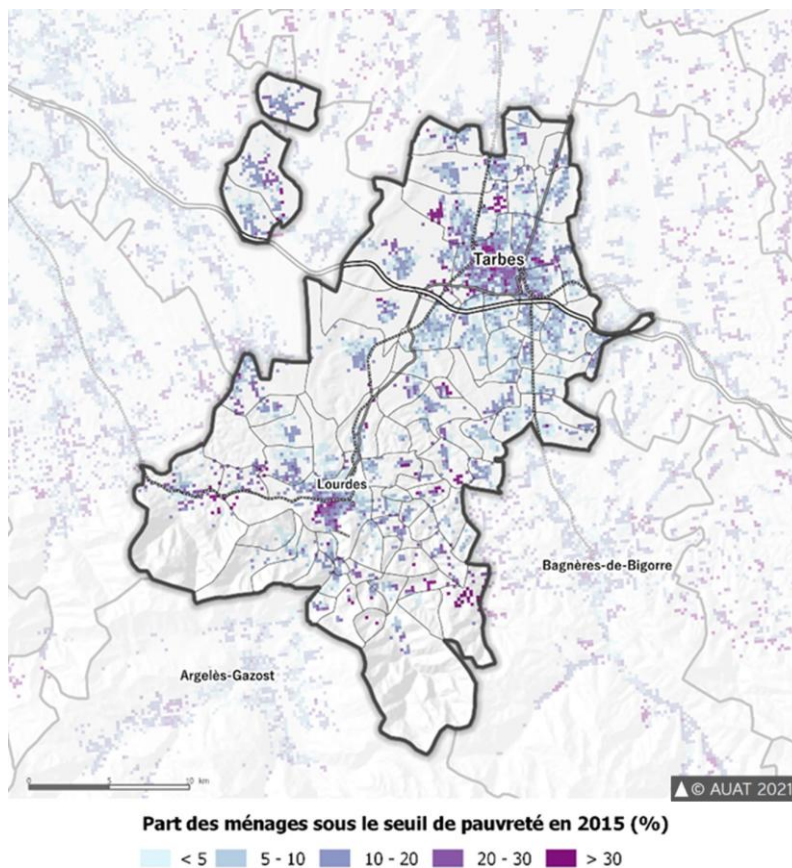 Tarbes
Lourdes
Bagnères-de-Bigorre
Argelès-Gazost
0 5 10 km
© AUAT 2021
Part des ménages sous le seuil de pauvreté en 2015 (%)
< 5 5 - 10 10 - 20 20 - 30 > 30